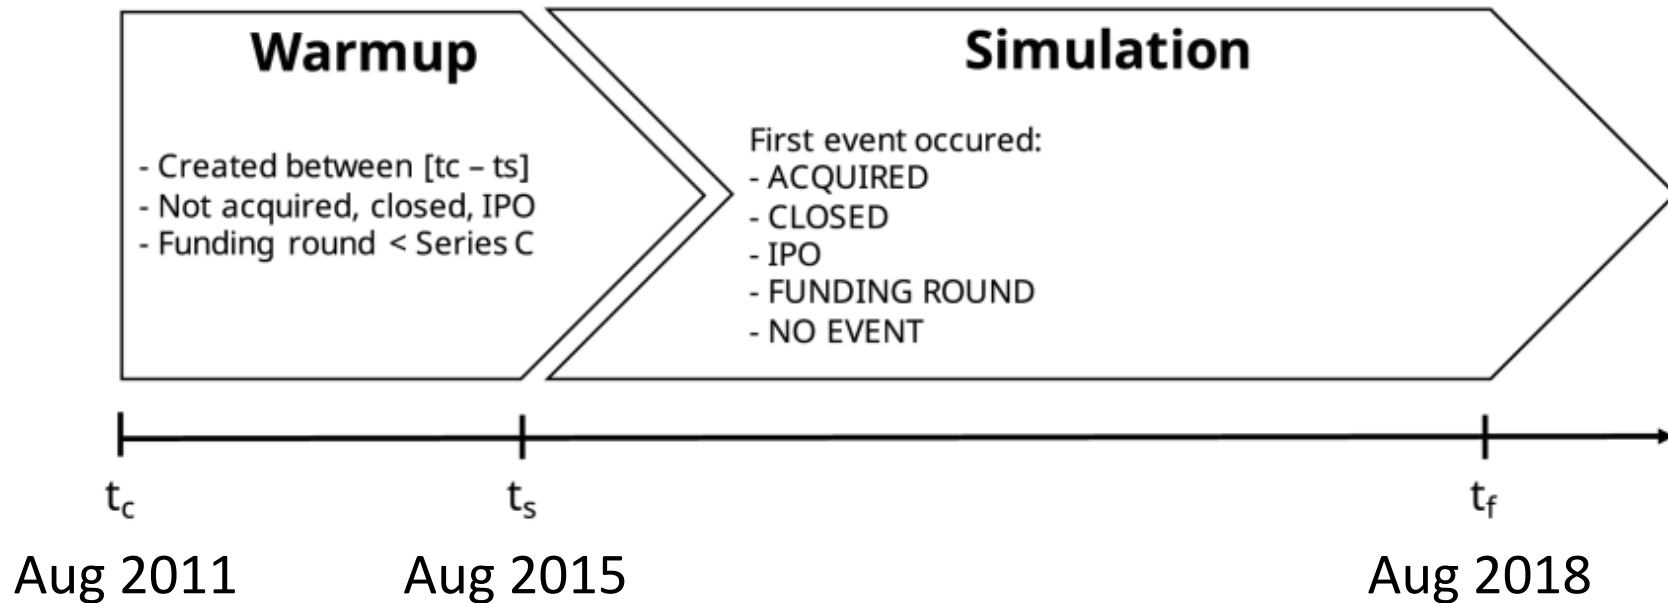 Warmup
- Created between [tc – ts]
- Not acquired, closed, IPO
- Funding round < Series C
Simulation
First event occured:
- ACQUIRED
- CLOSED
- IPO
- FUNDING ROUND
- NO EVENT
tc
ts
tf
Aug 2011
Aug 2015
Aug 2018